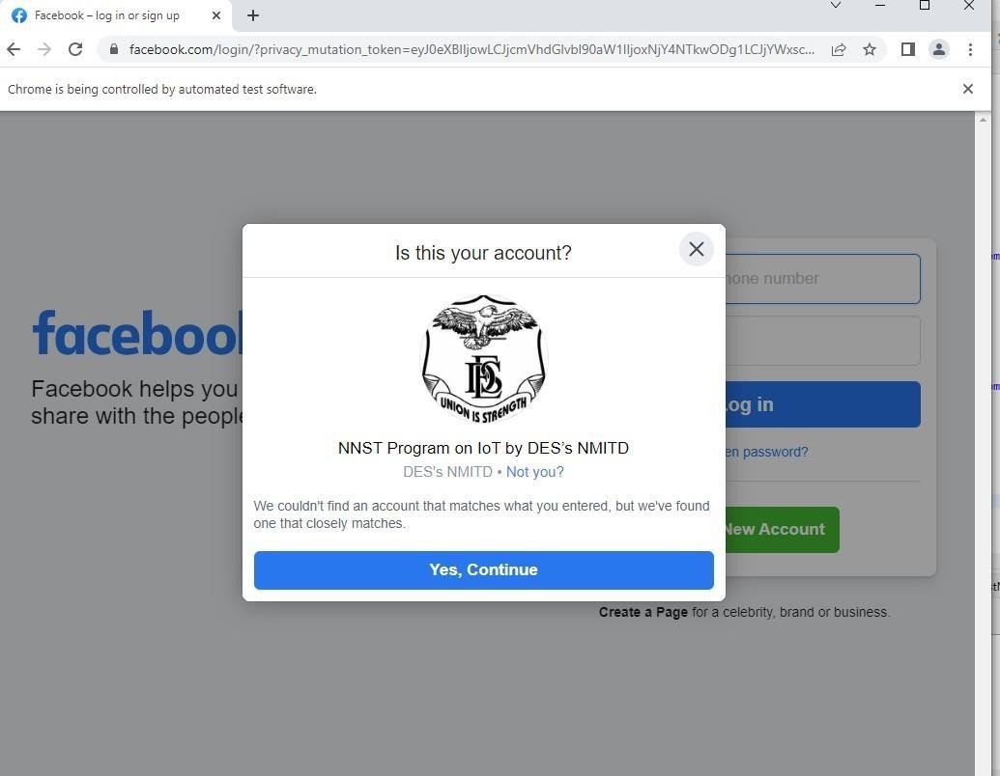 Facebook – log in or sign up
facebook.com/login/?privacy_mutation_token=eyJ0eXBlIjowLCJjcmVhdGlvbl90aW1lIjoxNjY4NTkwODg1LCJjYWxsc...
Chrome is being controlled by automated test software.
Is this your account?
hone number
faceboo
DES
UNION IS STRENGTH
Facebook helps you
share with the people
og in
NNST Program on IoT by DES's NMITD
en password?
DES's NMITD • Not you?
We couldn't find an account that matches what you entered, but we've found
one that closely matches.
New Account
Yes, Continue
Create a Page for a celebrity, brand or business.